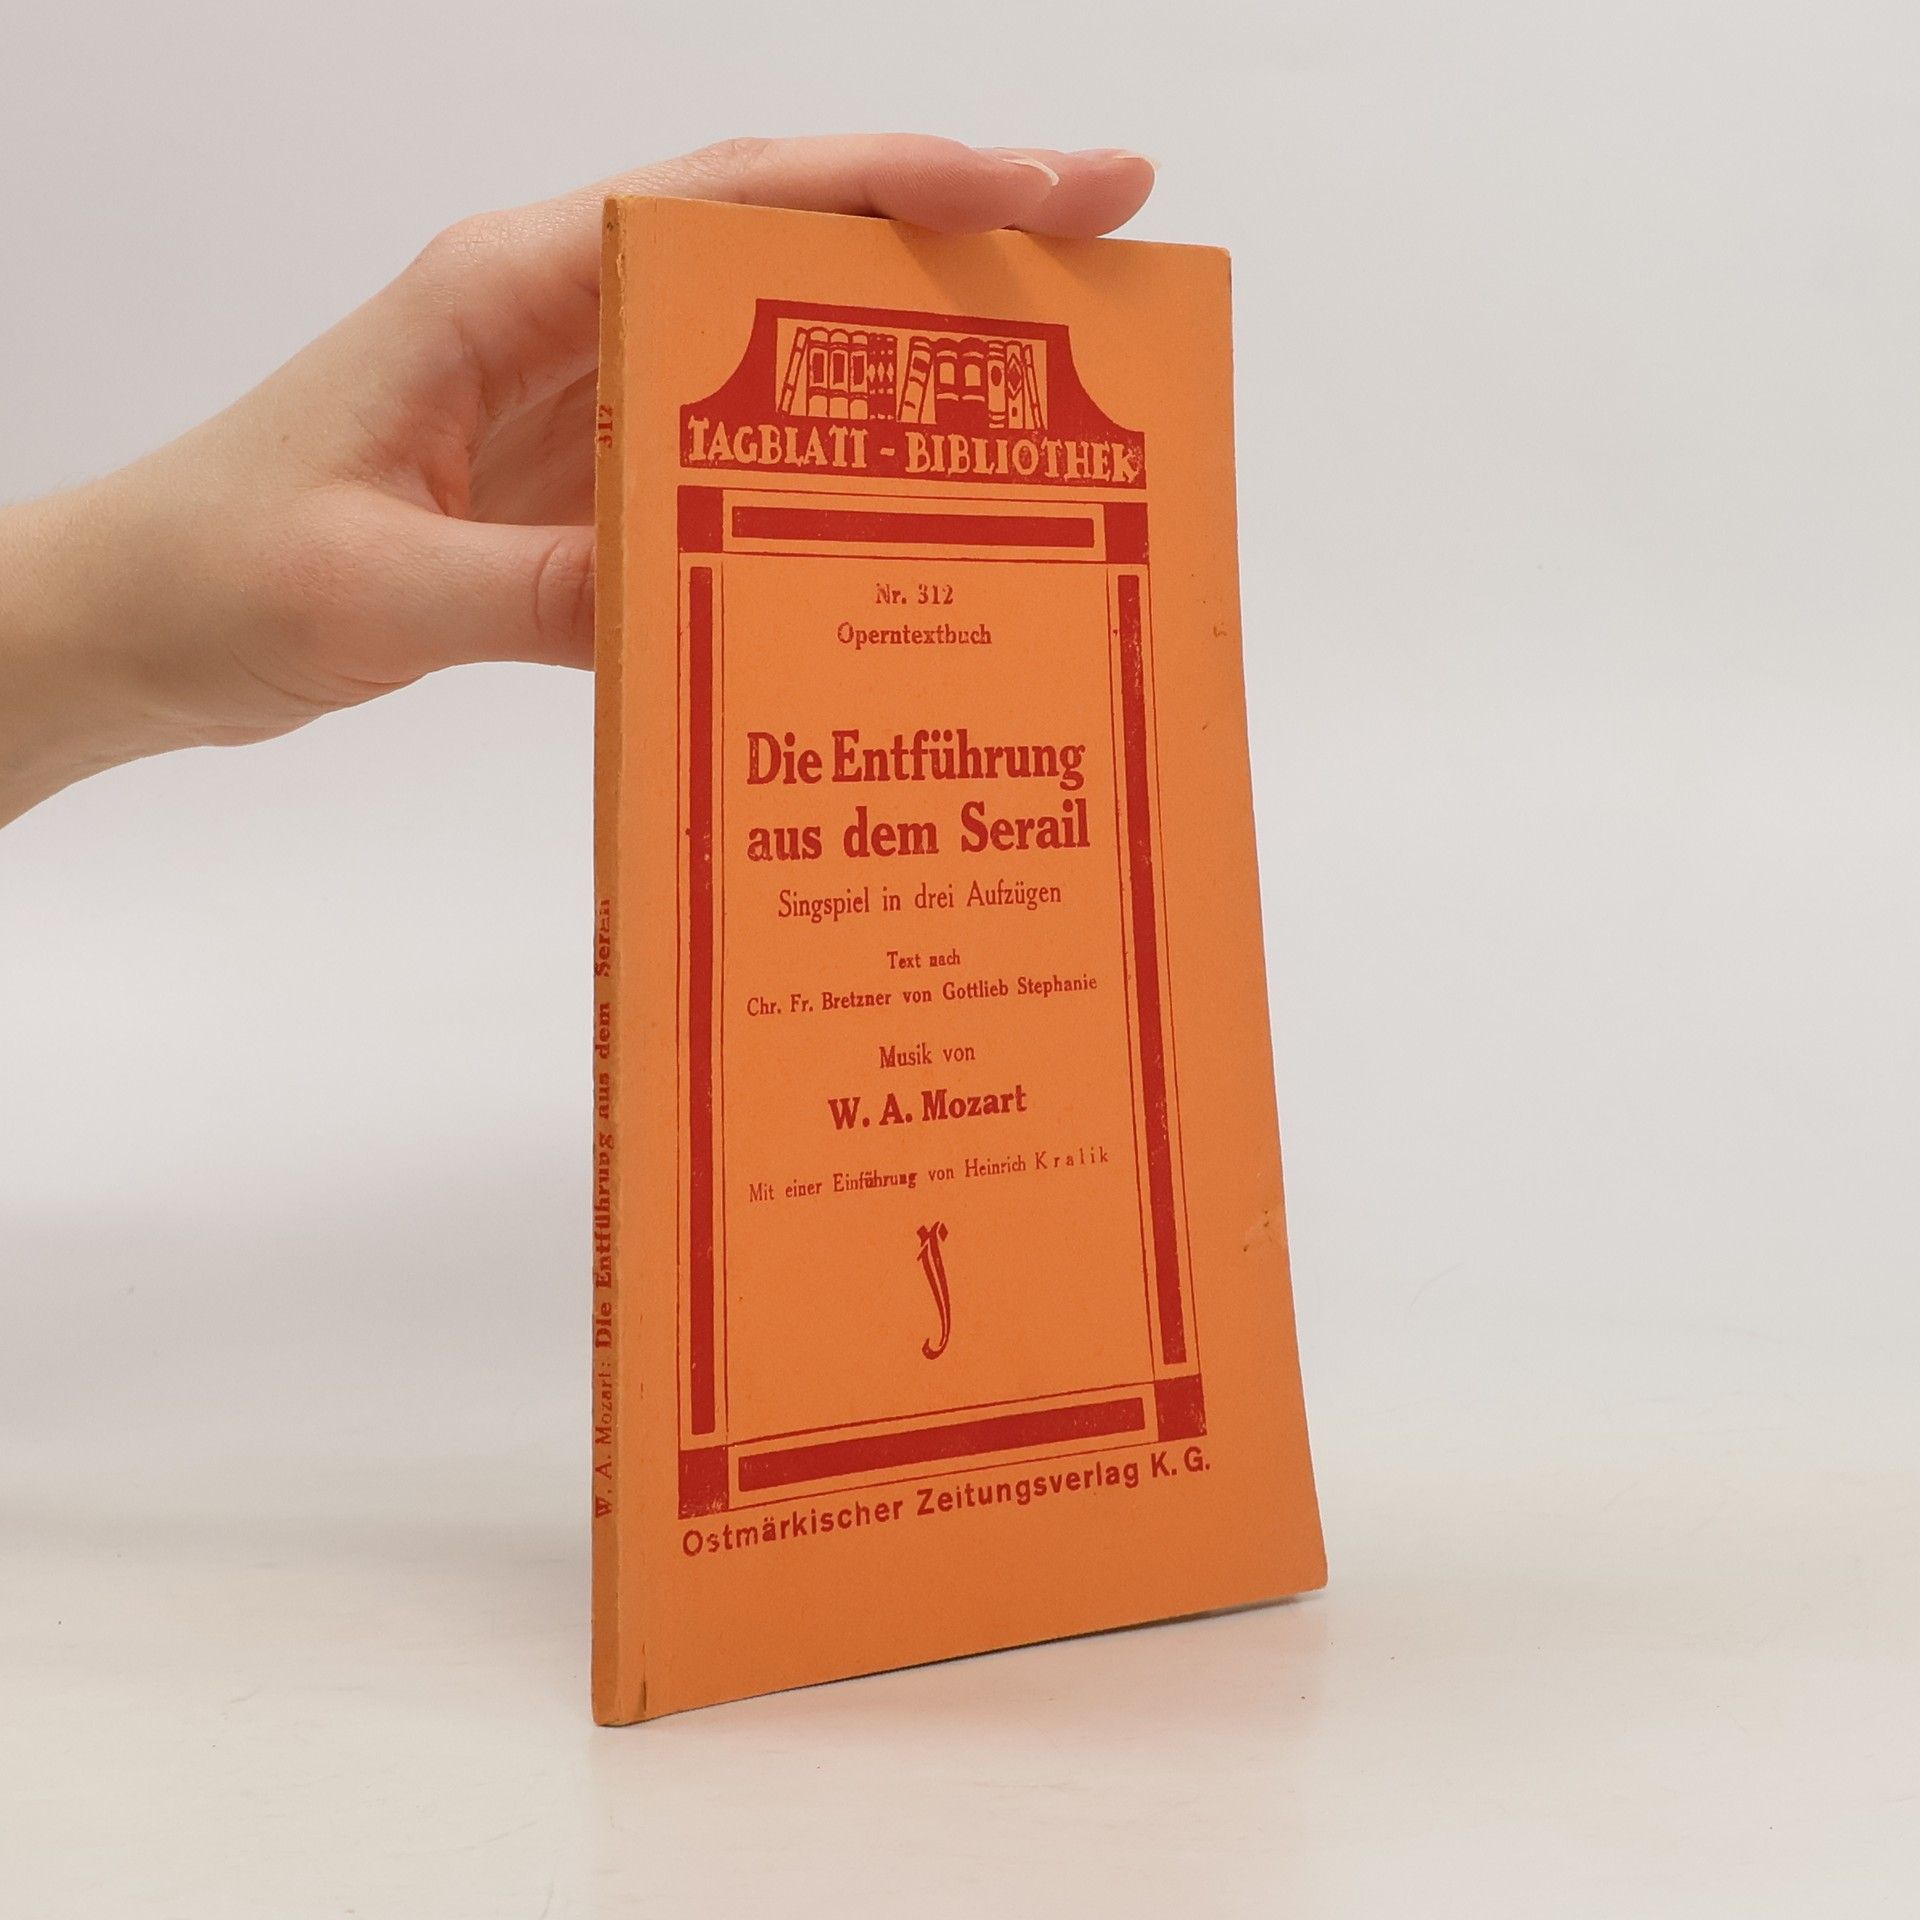 TAGBLATT-BIBLIOTHEK
Nr. 312
Operntextbuch
Die Entführung
aus dem Serail
Singspiel in drei Aufzügen
Text nach
Chr. Fr. Bretzner von Gottlieb Stephanie
Musik von
W. A. Mozart
Mit einer Einführung von Heinrich Kralik
Ostmärkischer Zeitungsverlag K. G.
W. A. Mozart: Die Entführung aus dem Serail
312